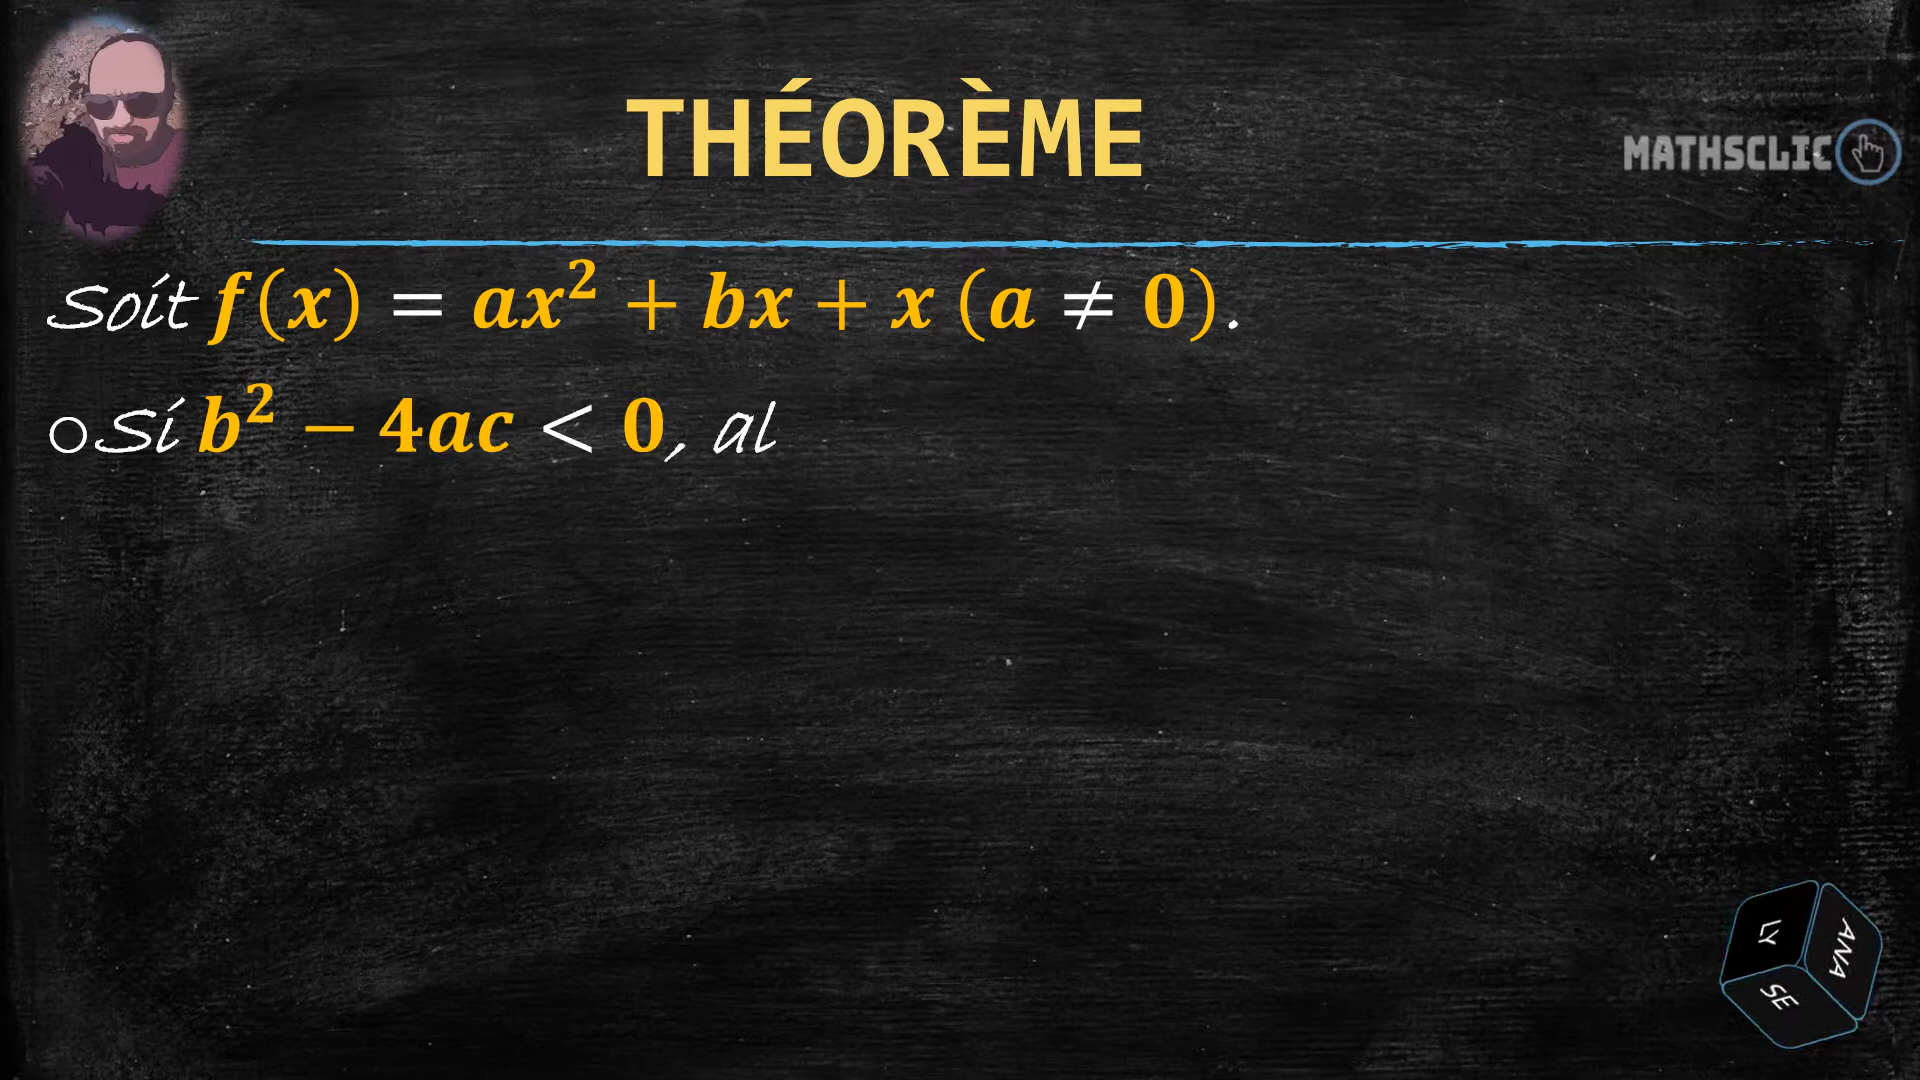 THÉORÈME
MATHSCLIC
Soit f(x) = ax² + bx + x (a ≠ 0).
○ Si b² − 4ac < 0, al
ANA
LY
SE